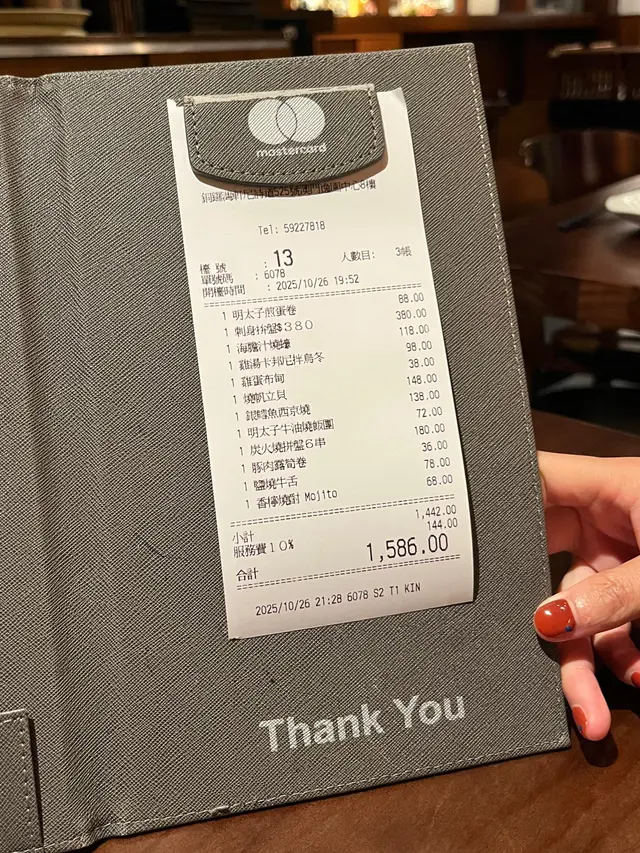 mastercard
Tel: 59227818
檯號 : 13 人數目: 3帳
單號碼 : 6078
開檯時間 : 2025/10/26 19:52
1 明太子煎蛋卷 88.00
1 刺身拼盤$380 380.00
1 海膽汁燒蠔 118.00
1 雞湯卡邦尼拌烏冬 98.00
1 雞蛋布甸 38.00
1 燒帆立貝 148.00
1 銀鱈魚西京燒 138.00
1 明太子牛油燒飯團 72.00
1 炭火燒拼盤6串 180.00
1 豚肉露筍卷 36.00
1 鹽燒牛舌 78.00
1 香檸燒酎 Mojito 68.00
小計 1,442.00
服務費10% 144.00
合計 1,586.00
2025/10/26 21:28 6078 S2 T1 KIN
Thank You